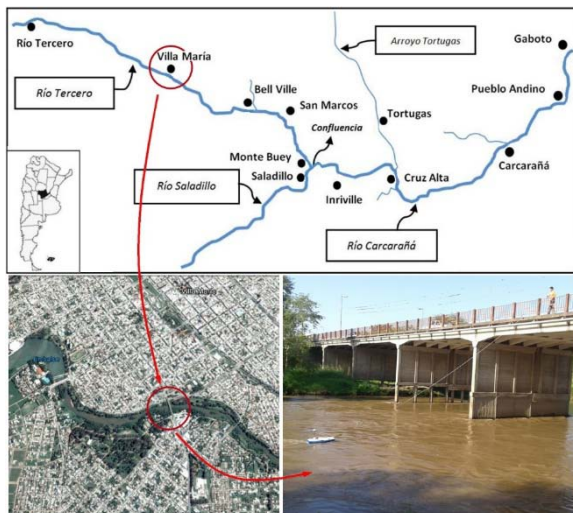 Río Tercero
Villa María
Río Tercero
Bell Ville
San Marcos
Confluencia
Arroyo Tortugas
Tortugas
Gaboto
Pueblo Andino
Carcarañá
Monte Buey
Saladillo
Río Saladillo
Inriville
Cruz Alta
Río Carcarañá